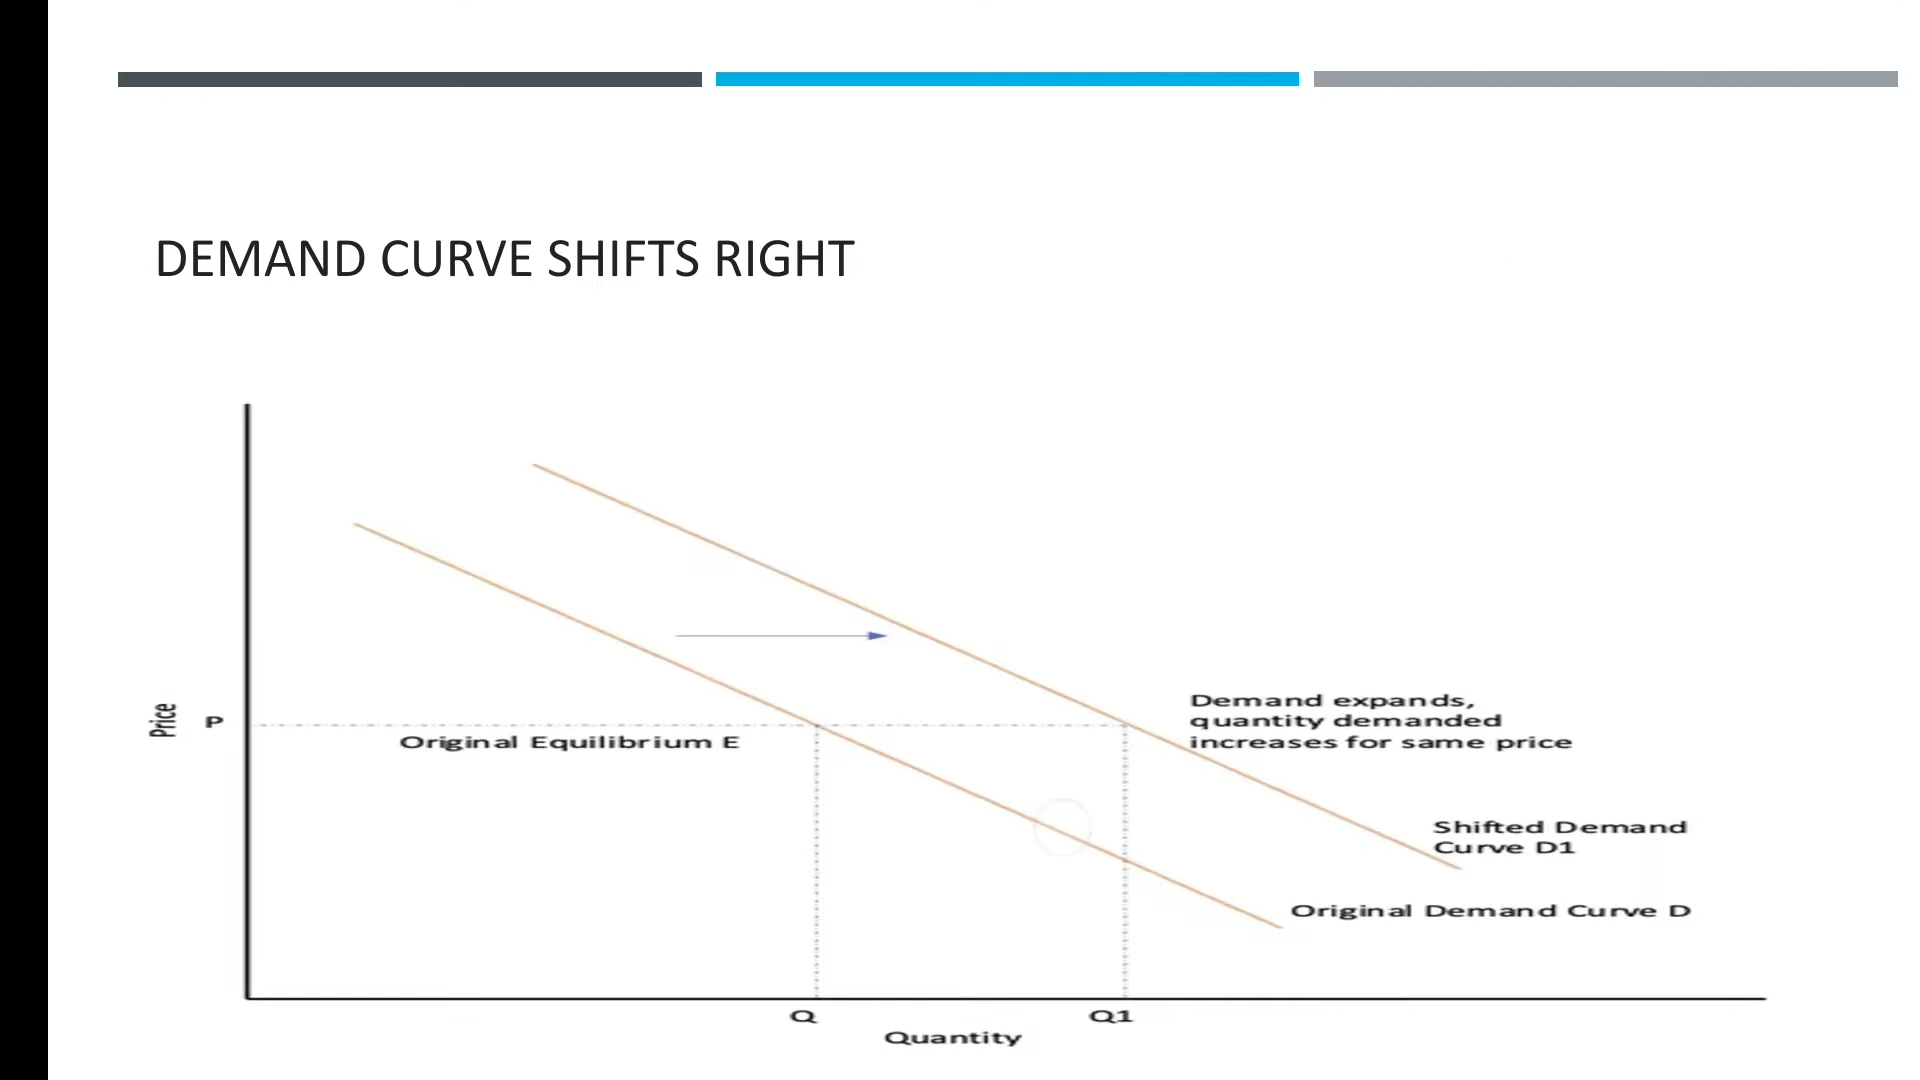 DEMAND CURVE SHIFTS RIGHT
Price
P
Original Equilibrium E
Demand expands,
quantity demanded
increases for same price
Shifted Demand
Curve D1
Original Demand Curve D
Q
Q1
Quantity